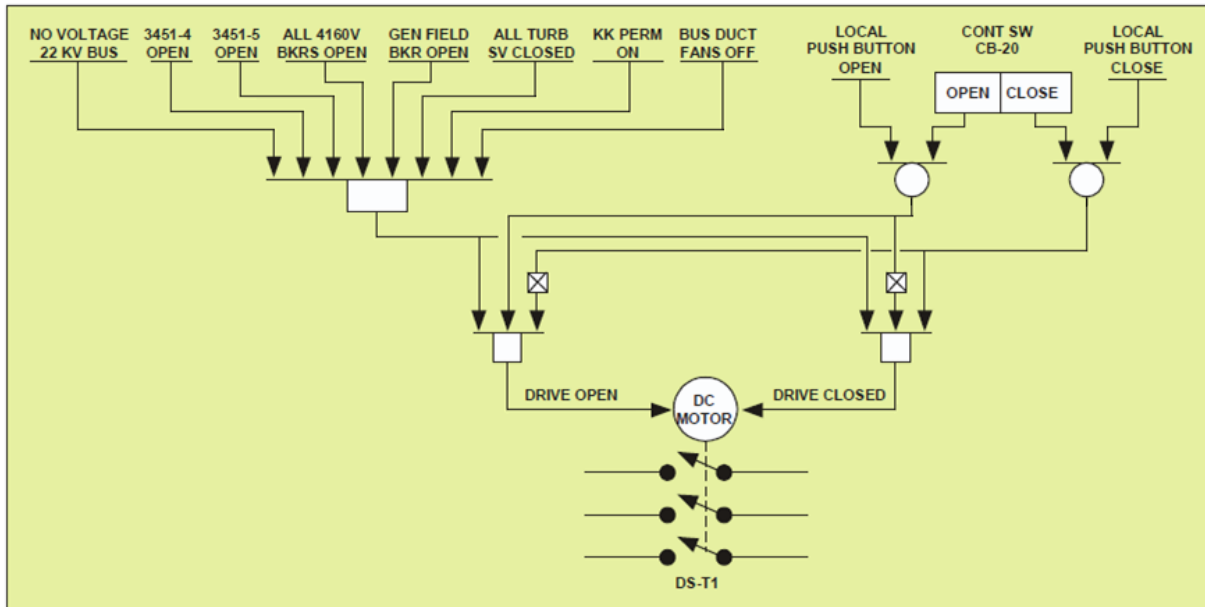 NO VOLTAGE
22 KV BUS
3451-4
OPEN
3451-5
OPEN
ALL 4160V
BKRS OPEN
GEN FIELD
BKR OPEN
ALL TURB
SV CLOSED
KK PERM
ON
BUS DUCT
FANS OFF
LOCAL
PUSH BUTTON
OPEN
CONT SW
CB-20
OPEN
CLOSE
LOCAL
PUSH BUTTON
CLOSE
DRIVE OPEN
DC
MOTOR
DRIVE CLOSED
DS-T1